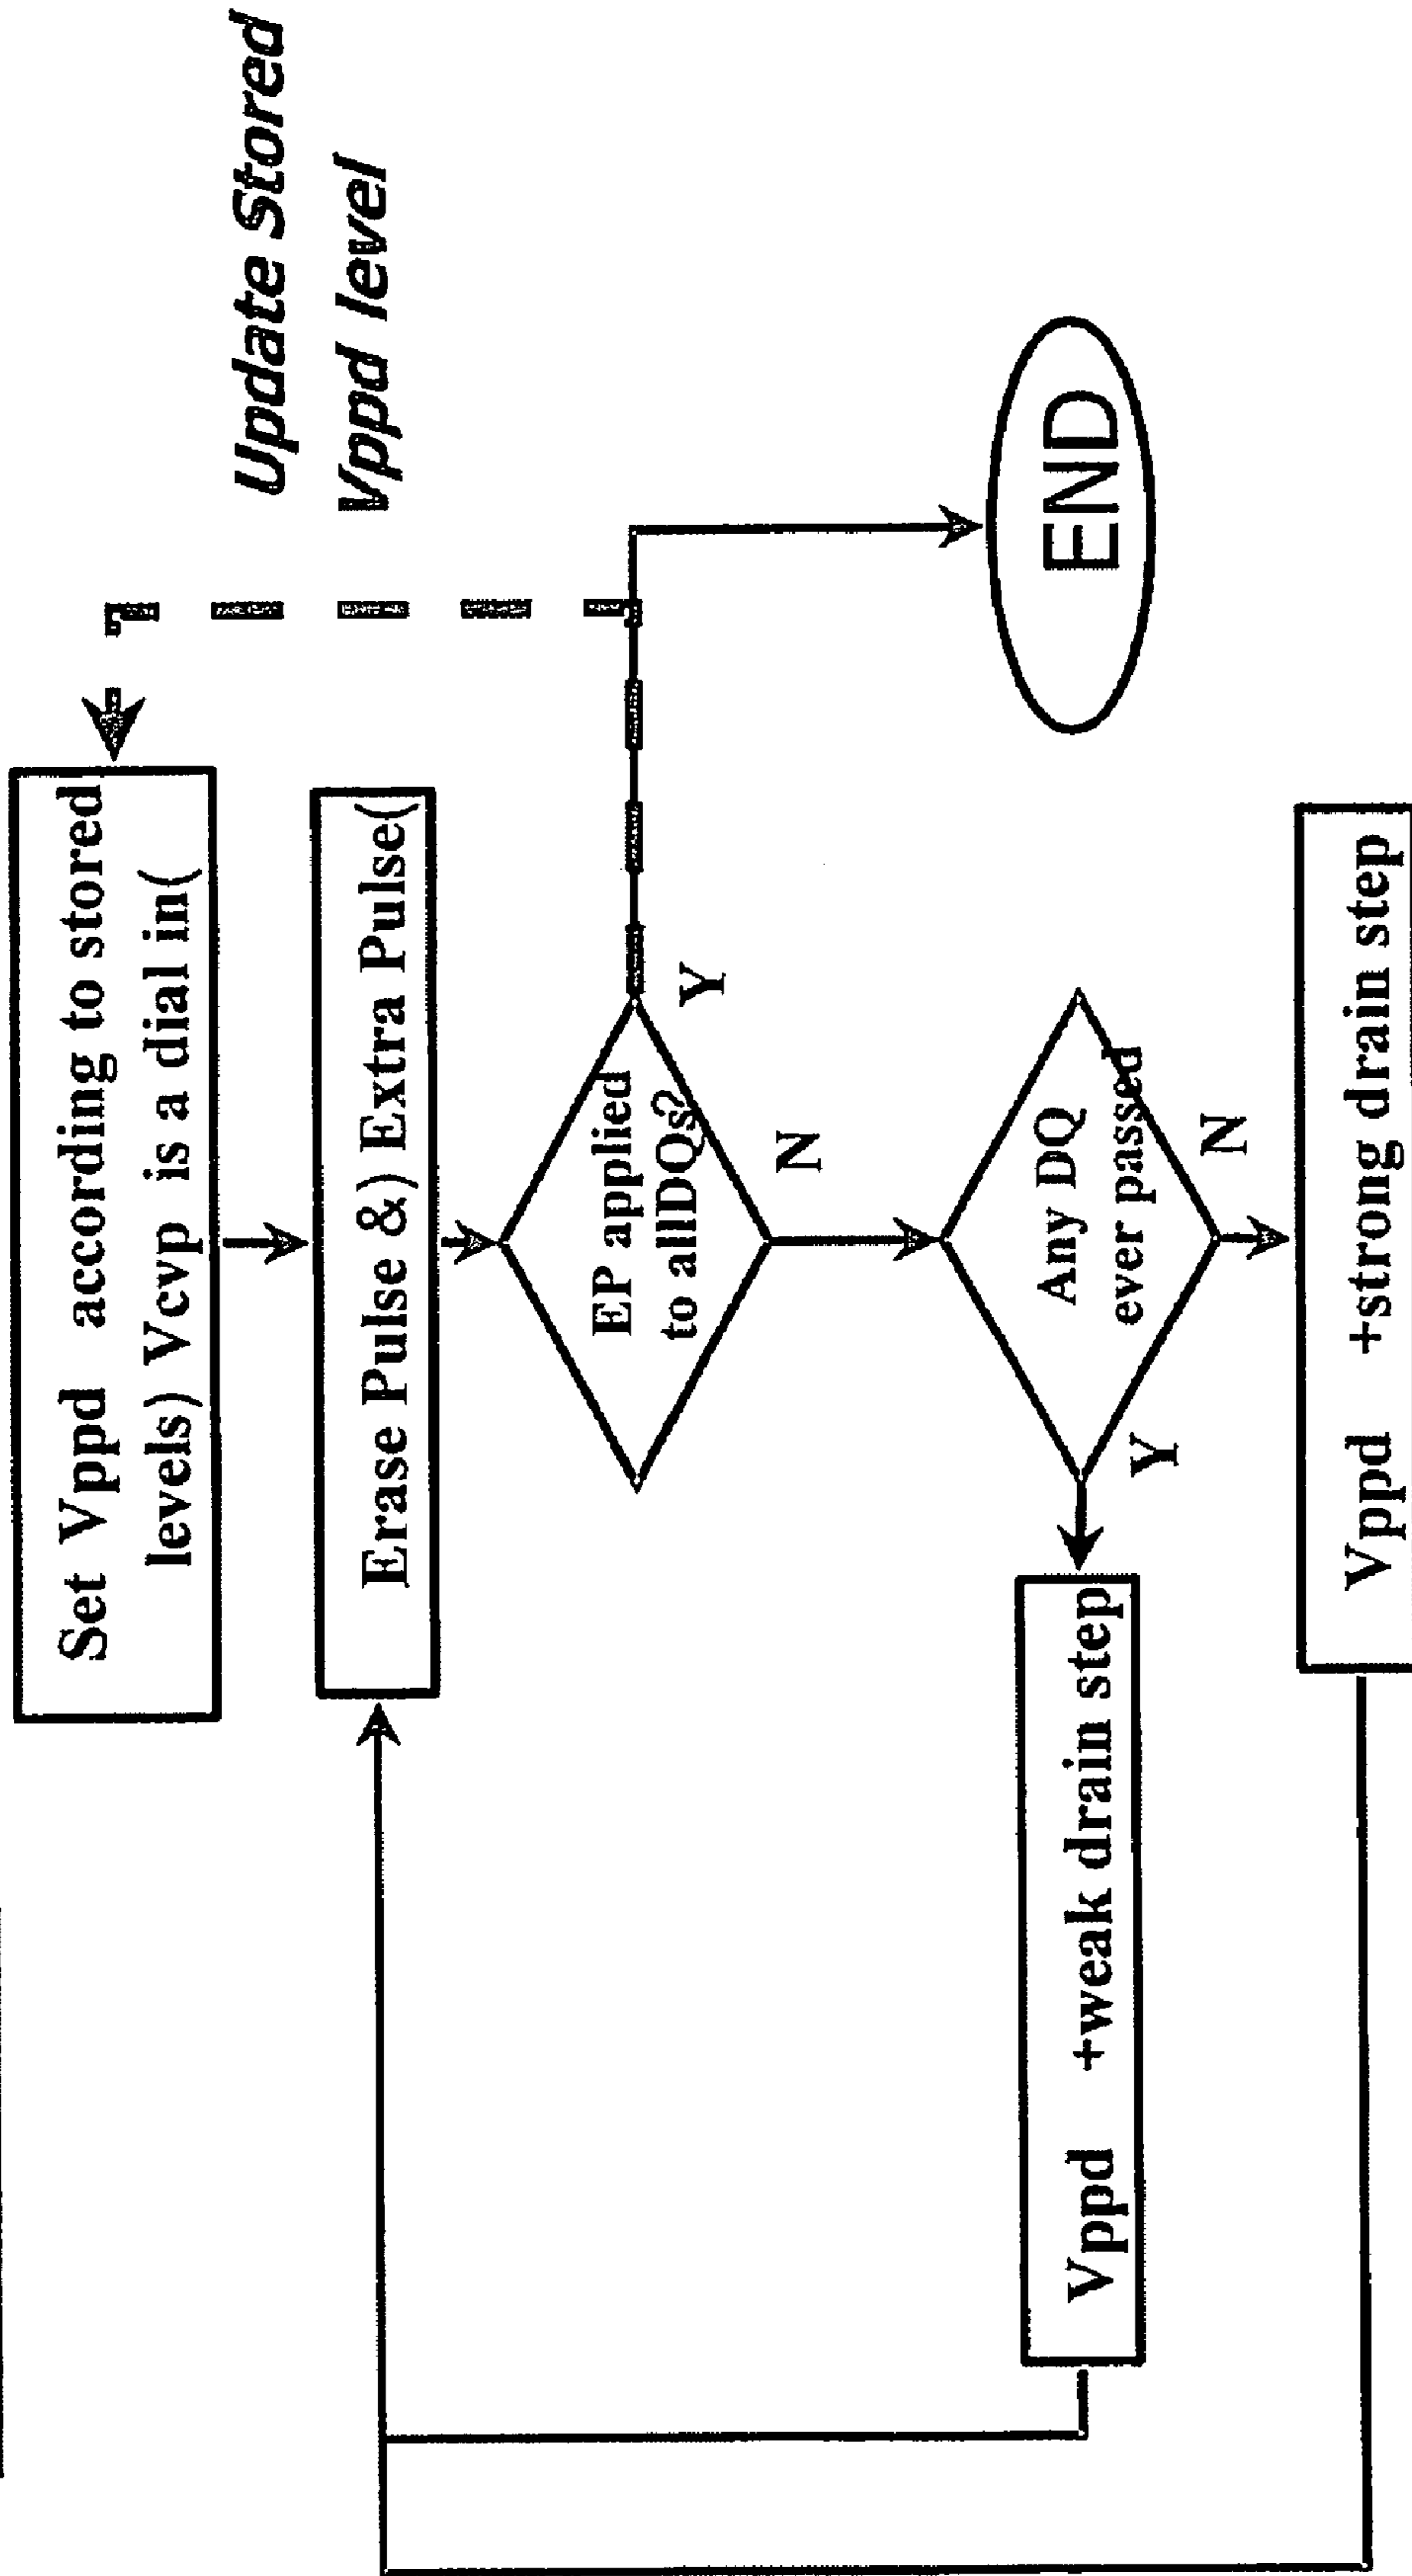 Set Vppd according to stored
levels) Vcvp is a dial in(
Update Stored
Vppd level
Erase Pulse &) Extra Pulse(
EP applied
to allDQs?
Y
N
END
Any DQ
ever passed
Y
N
Vppd +weak drain step
Vppd +strong drain step